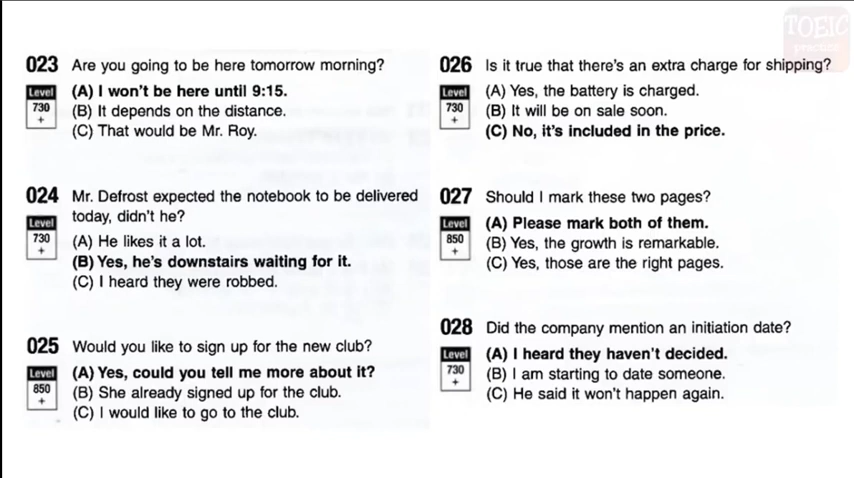 TOEIC
practice
023 Are you going to be here tomorrow morning?
Level 730 +
(A) I won't be here until 9:15.
(B) It depends on the distance.
(C) That would be Mr. Roy.
024 Mr. Defrost expected the notebook to be delivered
today, didn't he?
Level 730 +
(A) He likes it a lot.
(B) Yes, he's downstairs waiting for it.
(C) I heard they were robbed.
025 Would you like to sign up for the new club?
Level 850 +
(A) Yes, could you tell me more about it?
(B) She already signed up for the club.
(C) I would like to go to the club.
026 Is it true that there's an extra charge for shipping?
Level 730 +
(A) Yes, the battery is charged.
(B) It will be on sale soon.
(C) No, it's included in the price.
027 Should I mark these two pages?
Level 850 +
(A) Please mark both of them.
(B) Yes, the growth is remarkable.
(C) Yes, those are the right pages.
028 Did the company mention an initiation date?
Level 730 +
(A) I heard they haven't decided.
(B) I am starting to date someone.
(C) He said it won't happen again.